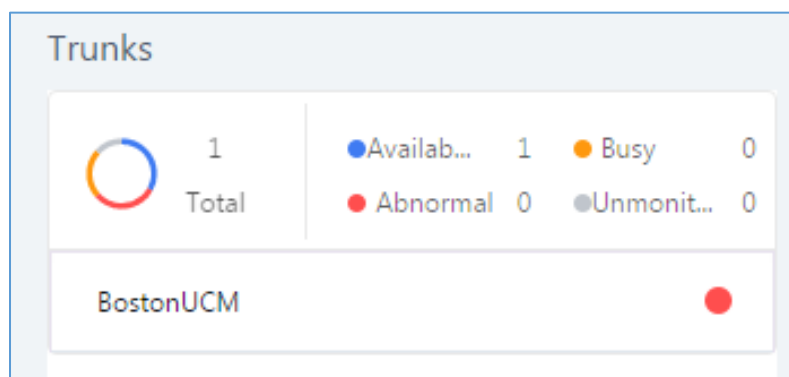 Trunks
1
Total
Availab... 1 Busy 0
Abnormal 0 Unmonit... 0
BostonUCM